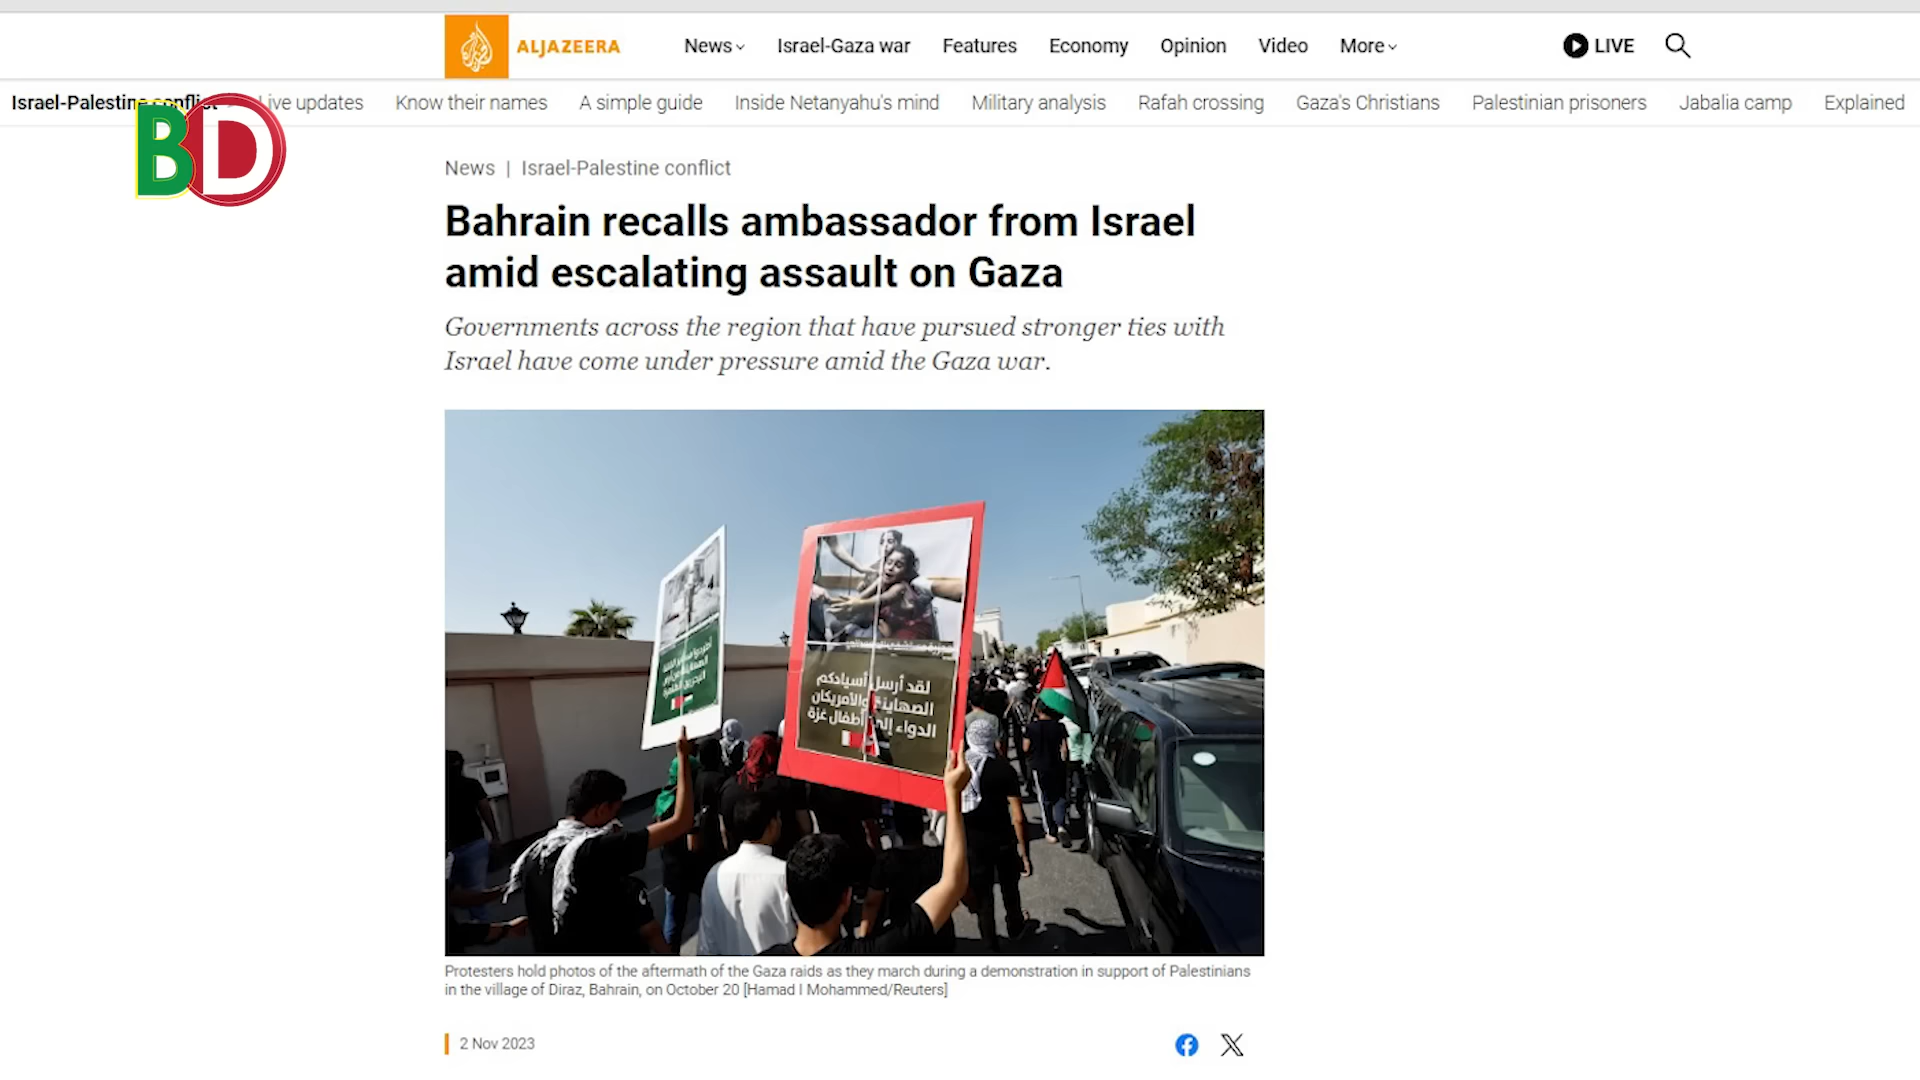 ALJAZEERA
News
Israel-Gaza war
Features
Economy
Opinion
Video
More
LIVE
Israel-Palestine conflict
Live updates
Know their names
A simple guide
Inside Netanyahu's mind
Military analysis
Rafah crossing
Gaza's Christians
Palestinian prisoners
Jabalia camp
Explained
BD
News | Israel-Palestine conflict
Bahrain recalls ambassador from Israel
amid escalating assault on Gaza
Governments across the region that have pursued stronger ties with
Israel have come under pressure amid the Gaza war.
لقد أرسل أسيادكم
الصهاينة والأمريكان
الدواء إلى أطفال غزة
Protesters hold photos of the aftermath of the Gaza raids as they march during a demonstration in support of Palestinians
in the village of Diraz, Bahrain, on October 20 [Hamad I Mohammed/Reuters]
2 Nov 2023